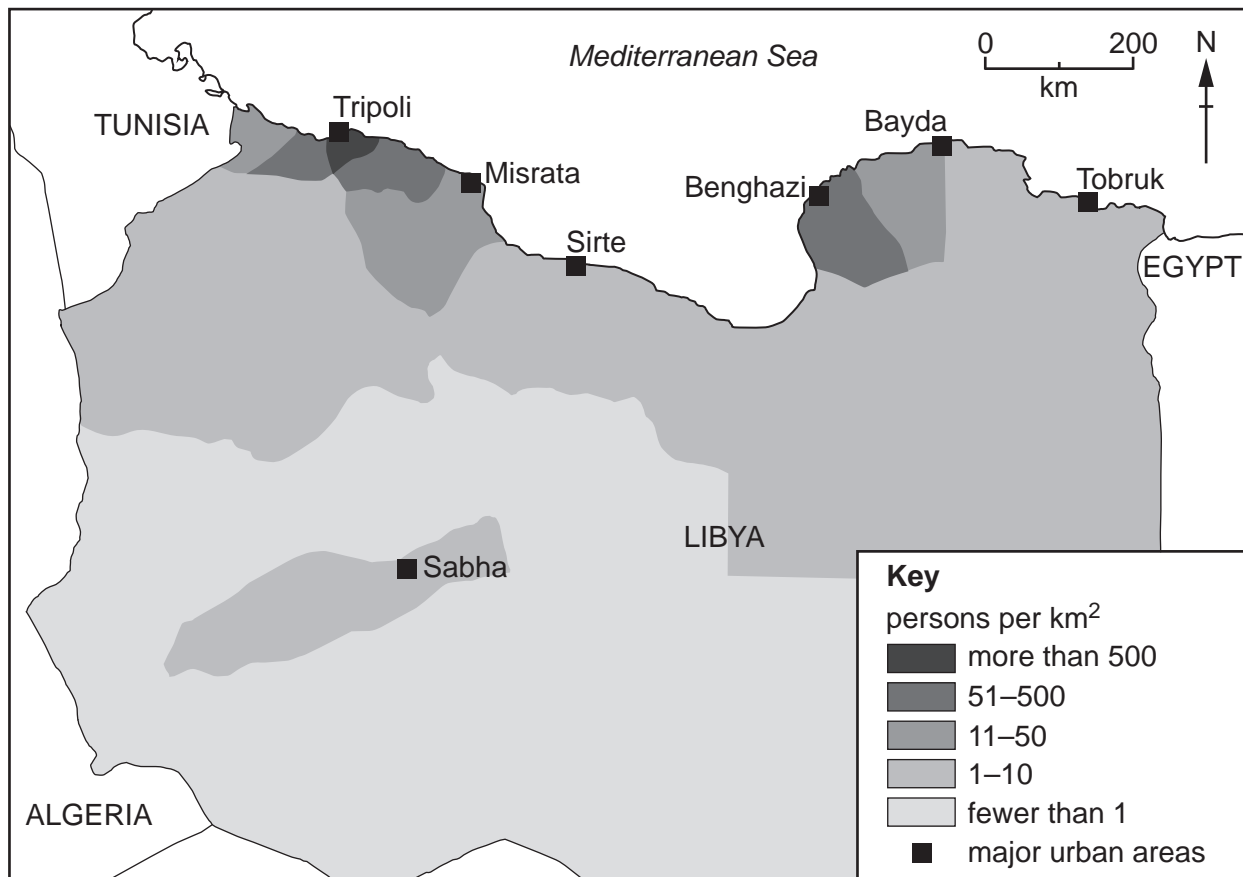 Mediterranean Sea
0 200
km
N
TUNISIA
Tripoli
Misrata
Sirte
Benghazi
Bayda
Tobruk
EGYPT
LIBYA
Sabha
ALGERIA
Key
persons per km²
more than 500
51–500
11–50
1–10
fewer than 1
major urban areas